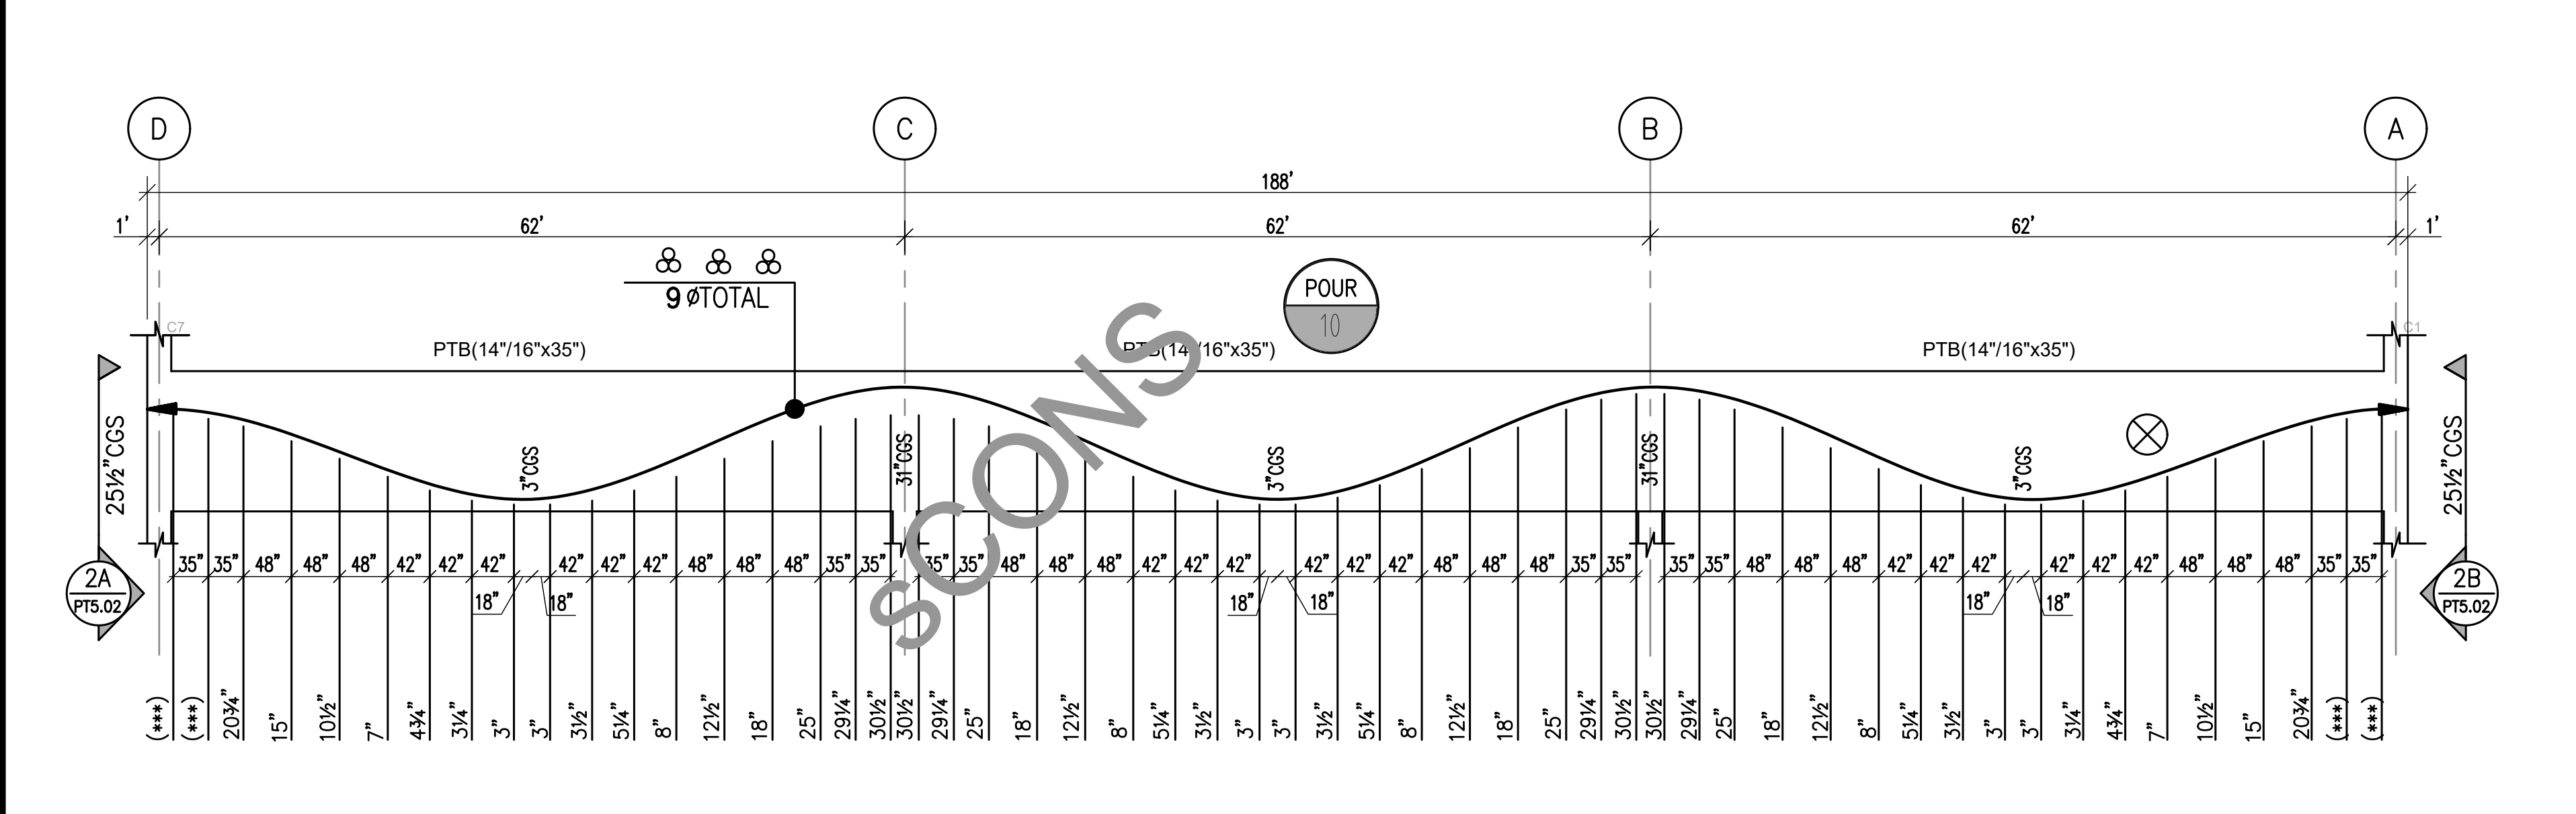 D C B A
188'
1' 62' 62' 62' 1'
9 ØTOTAL
POUR
10
C7 C1
PTB(14"/16"x35") PTB(14"/16"x35") PTB(14"/16"x35")
25½"CGS 3"CGS 31"CGS 3"CGS 31"CGS 3"CGS 25½"CGS
SCONS
35" 35" 48" 48" 48" 42" 42" 42" 42" 42" 42" 48" 48" 48" 35" 35" 35" 35" 48" 48" 48" 42" 42" 42" 42" 42" 42" 48" 48" 48" 35" 35" 35" 35" 48" 48" 48" 42" 42" 42" 42" 42" 42" 48" 48" 48" 35" 35"
2A 2B
PT5.02 PT5.02
18" 18" 18" 18" 18" 18"
(***) (***) 20¾" 15" 10½" 7" 4¾" 3¼" 3" 3" 3½" 5¼" 8" 12½" 18" 25" 29¼" 30½" 30½" 29¼" 25" 18" 12½" 8" 5¼" 3½" 3" 3" 3½" 5¼" 8" 12½" 18" 25" 29¼" 30½" 30½" 29¼" 25" 18" 12½" 8" 5¼" 3½" 3" 3" 3¼" 4¾" 7" 10½" 15" 20¾" (***) (***)